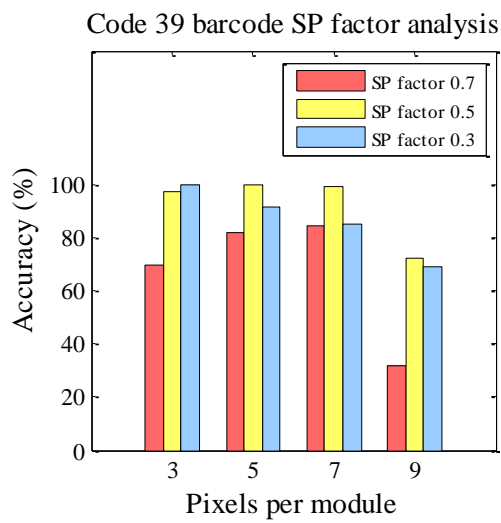 Code 39 barcode SP factor analysis
SP factor 0.7
SP factor 0.5
SP factor 0.3
Accuracy (%)
100
80
60
40
20
0
3 5 7 9
Pixels per module